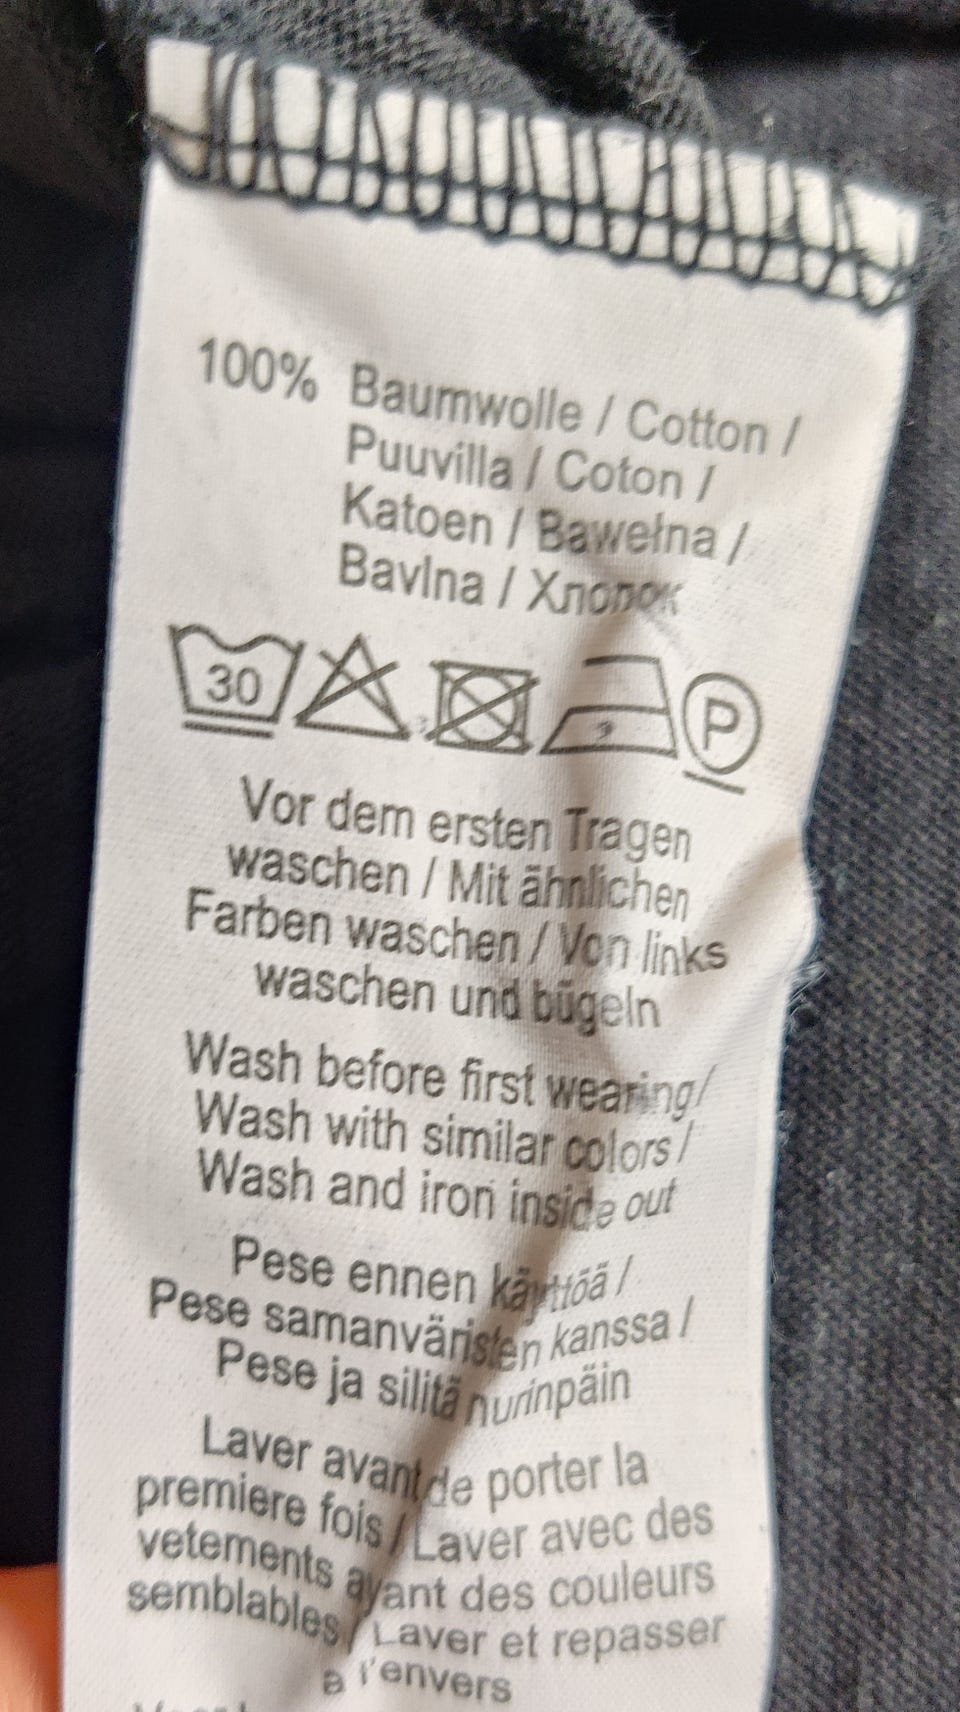 100% Baumwolle / Cotton /
Puuvilla / Coton /
Katoen / Bawełna /
Bavlna / Хлопок
30 P
Vor dem ersten Tragen
waschen / Mit ähnlichen
Farben waschen / Von links
waschen und bügeln
Wash before first wearing/
Wash with similar colors /
Wash and iron inside out
Pese ennen käyttöä /
Pese samanväristen kanssa /
Pese ja silitä nurinpäin
Laver avant de porter la
premiere fois / Laver avec des
vetements ayant des couleurs
semblables / Laver et repasser
a l'envers